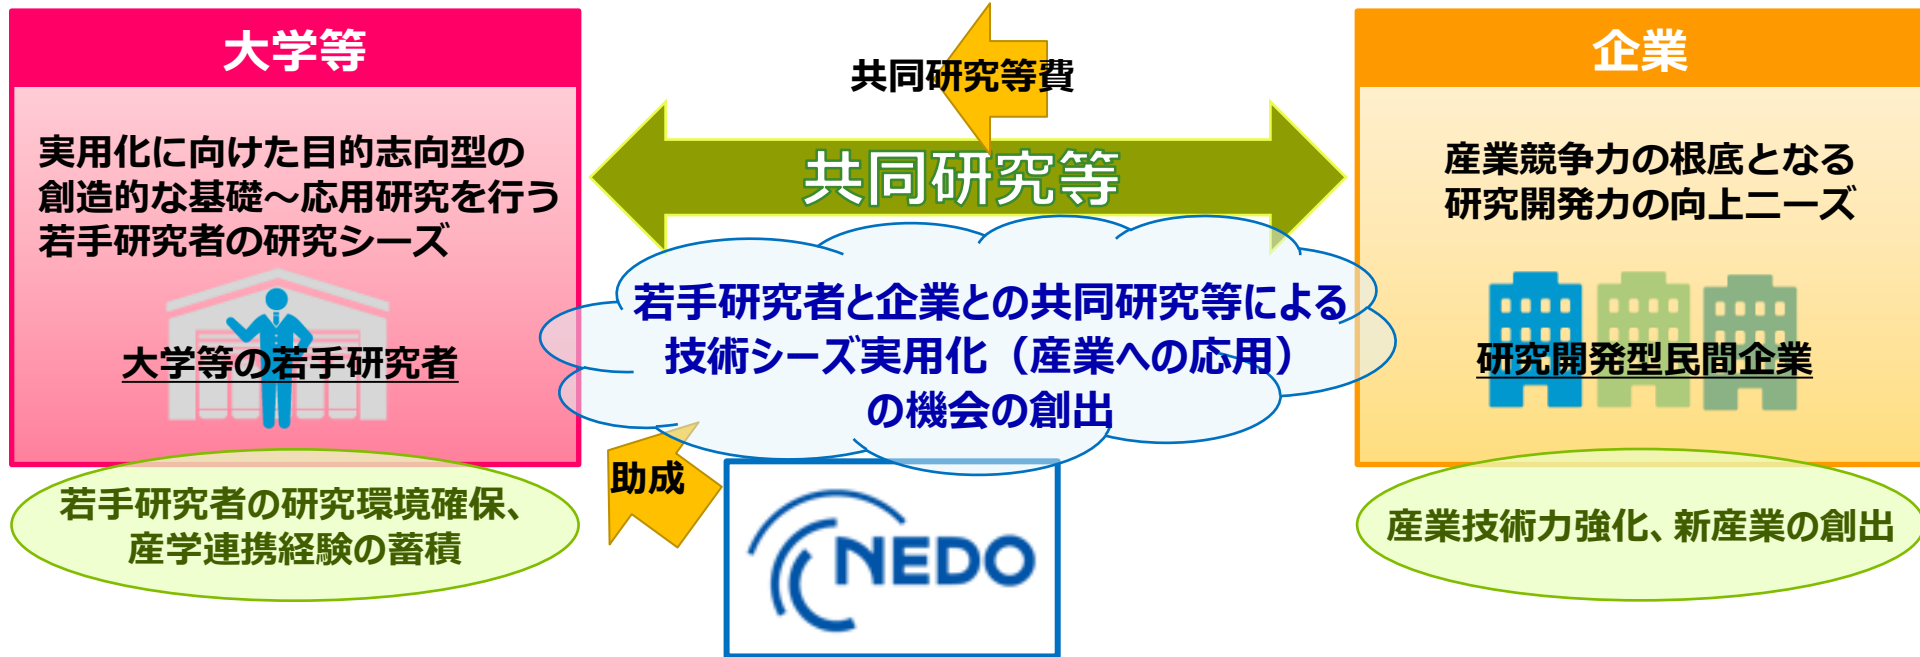 大学等
実用化に向けた目的志向型の
創造的な基礎～応用研究を行う
若手研究者の研究シーズ
大学等の若手研究者
若手研究者の研究環境確保、
産学連携経験の蓄積
共同研究等費
共同研究等
若手研究者と企業との共同研究等による
技術シーズ実用化（産業への応用）
の機会の創出
助成
NEDO
企業
産業競争力の根底となる
研究開発力の向上ニーズ
研究開発型民間企業
産業技術力強化、新産業の創出